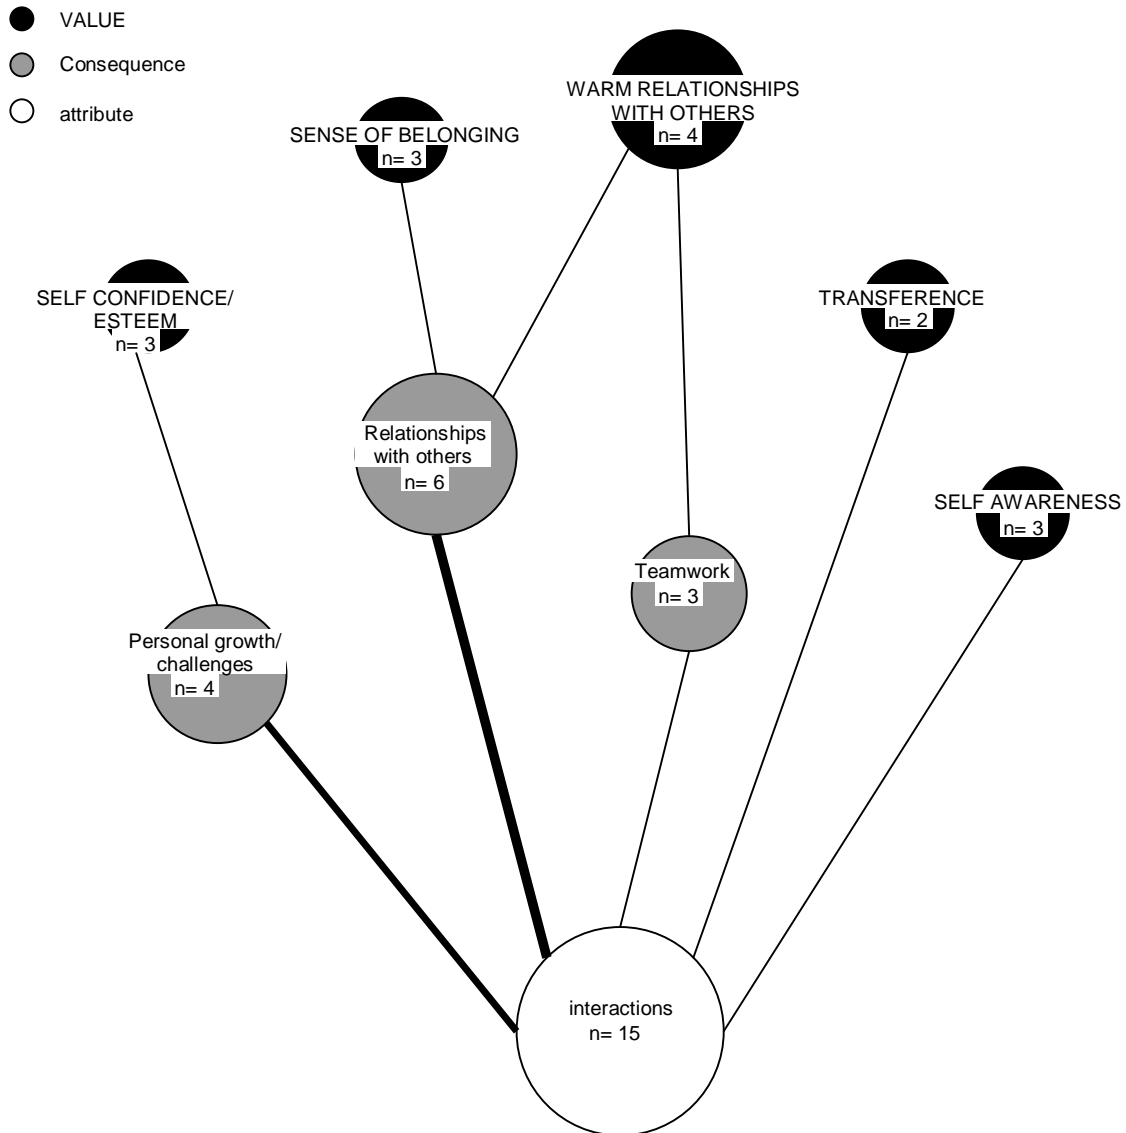 VALUE
Consequence
attribute
WARM RELATIONSHIPS
WITH OTHERS
n= 4
SENSE OF BELONGING
n= 3
SELF CONFIDENCE/
ESTEEM
n= 3
TRANSFERENCE
n= 2
Relationships
with others
n= 6
SELF AWARENESS
n= 3
Teamwork
n= 3
Personal growth/
challenges
n= 4
interactions
n= 15